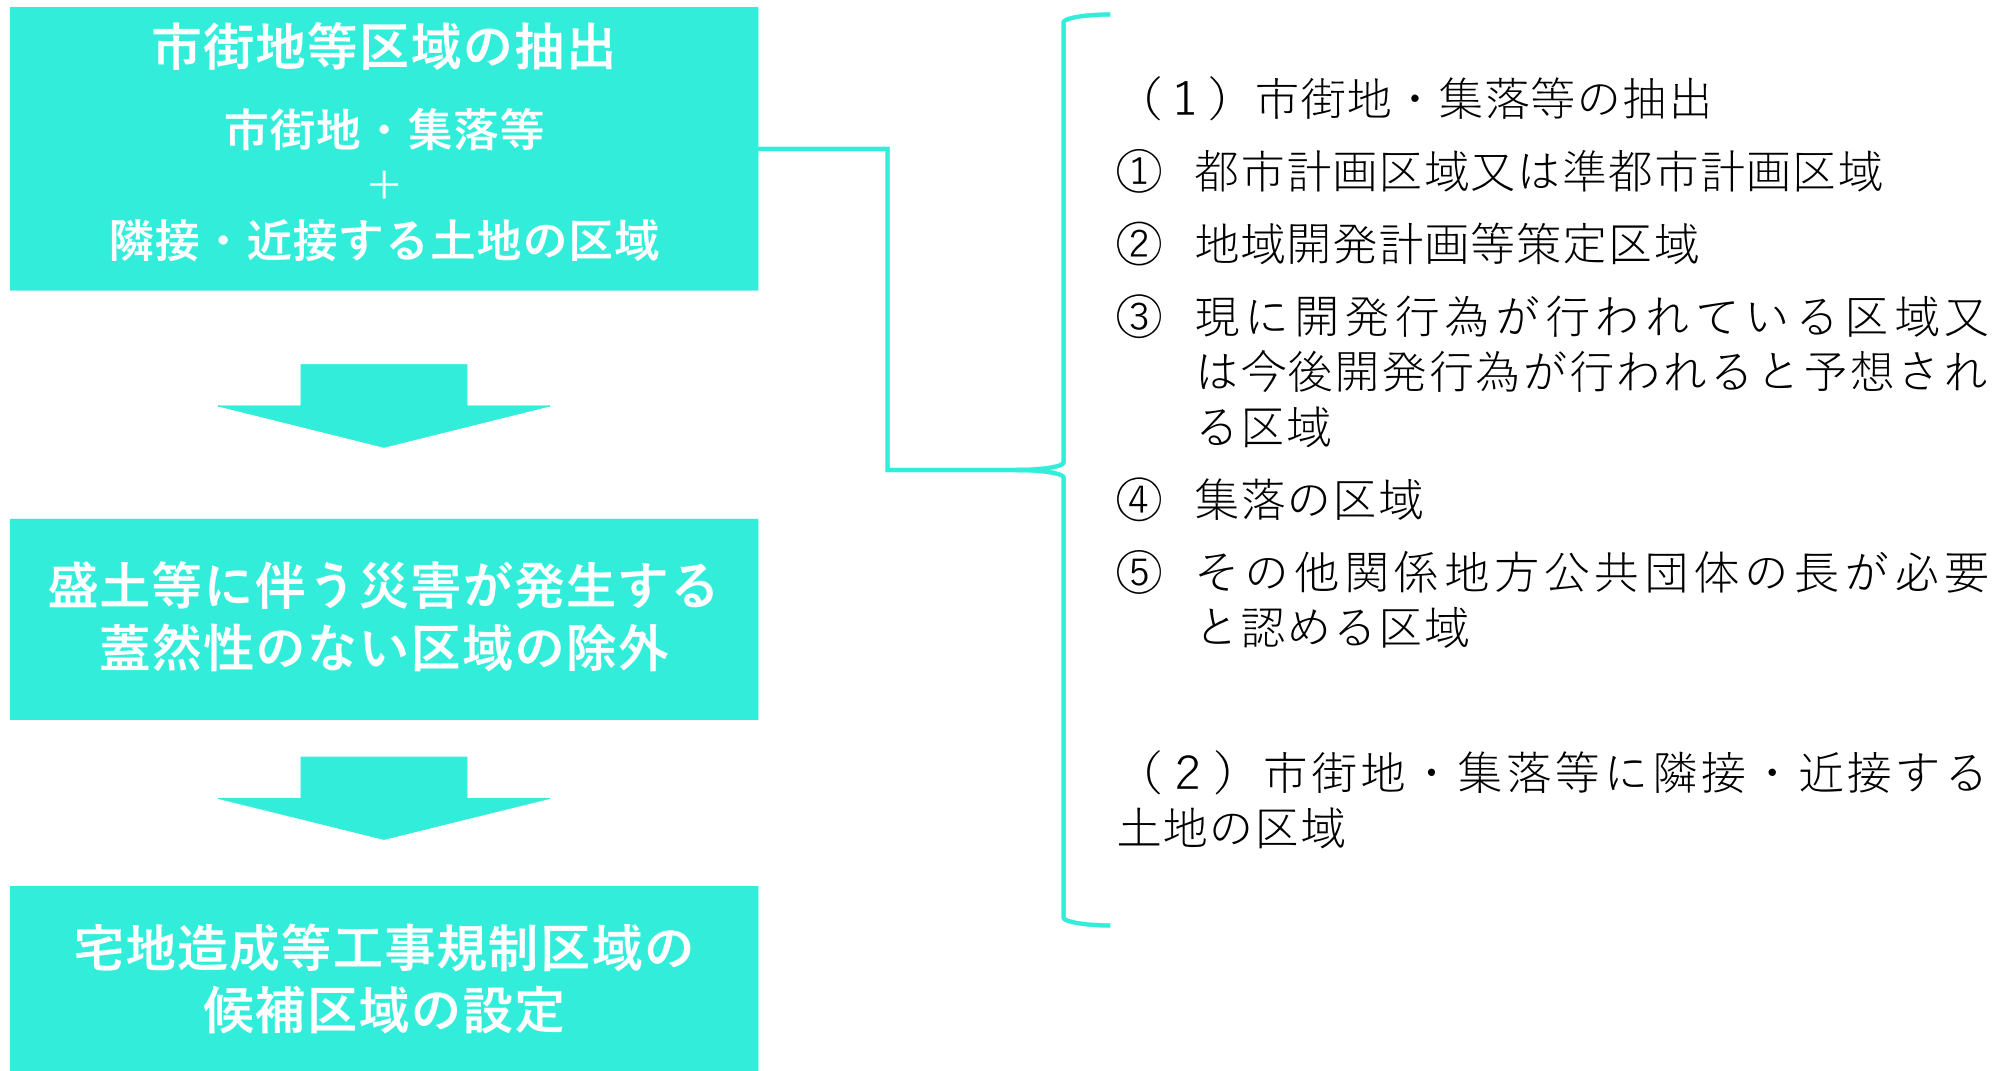 市街地等区域の抽出
市街地・集落等
＋
隣接・近接する土地の区域
盛土等に伴う災害が発生する
蓋然性のない区域の除外
宅地造成等工事規制区域の
候補区域の設定
（１）市街地・集落等の抽出
① 都市計画区域又は準都市計画区域
② 地域開発計画等策定区域
③ 現に開発行為が行われている区域又
は今後開発行為が行われると予想され
る区域
④ 集落の区域
⑤ その他関係地方公共団体の長が必要
と認める区域
（２）市街地・集落等に隣接・近接する
土地の区域